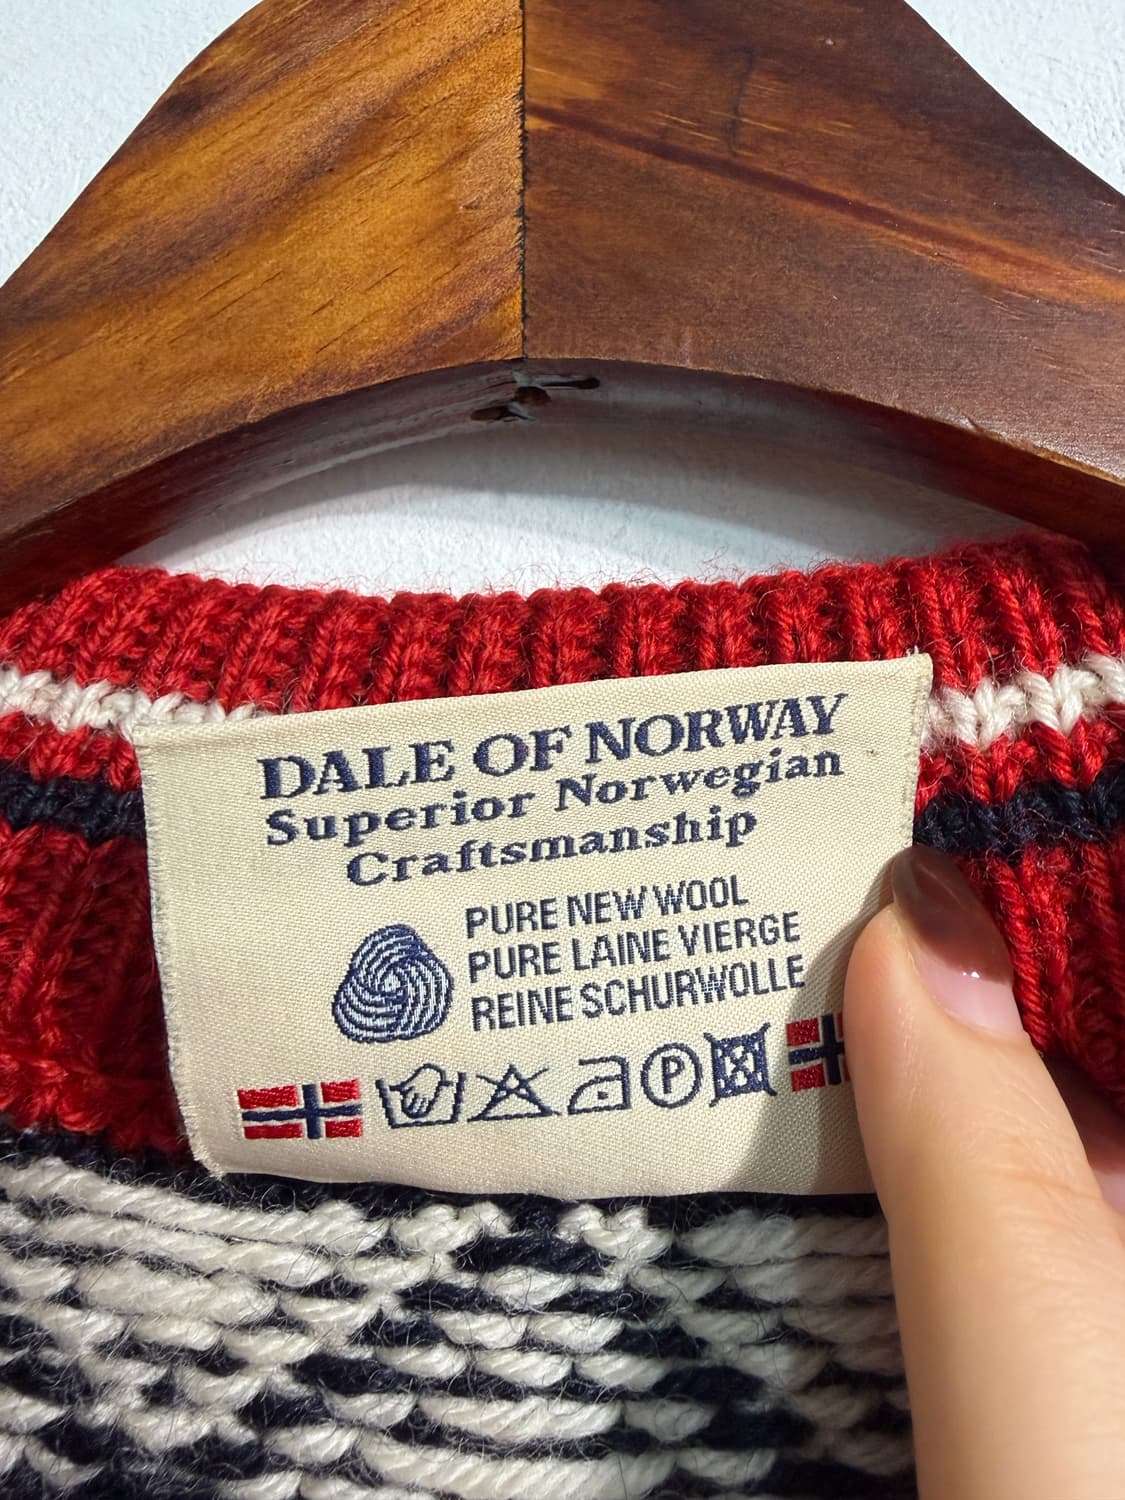 DALE OF NORWAY
Superior Norwegian
Craftsmanship
PURE NEW WOOL
PURE LAINE VIERGE
REINE SCHURWOLLE
P